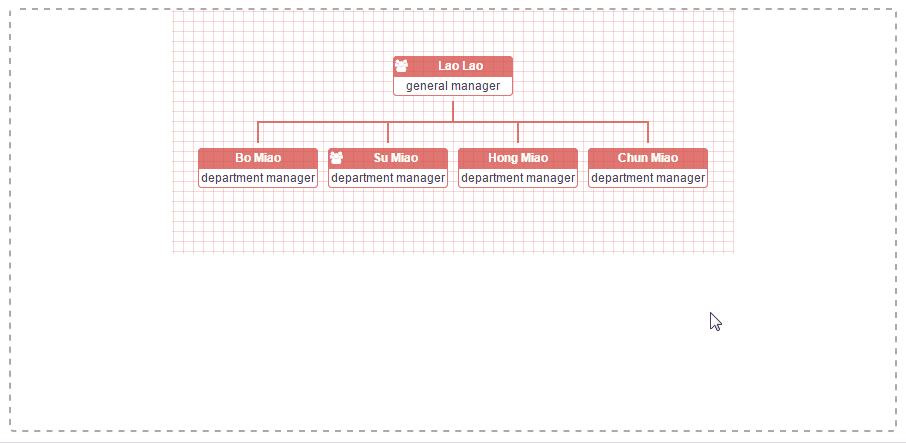 Lao Lao
general manager
Bo Miao
department manager
Su Miao
department manager
Hong Miao
department manager
Chun Miao
department manager